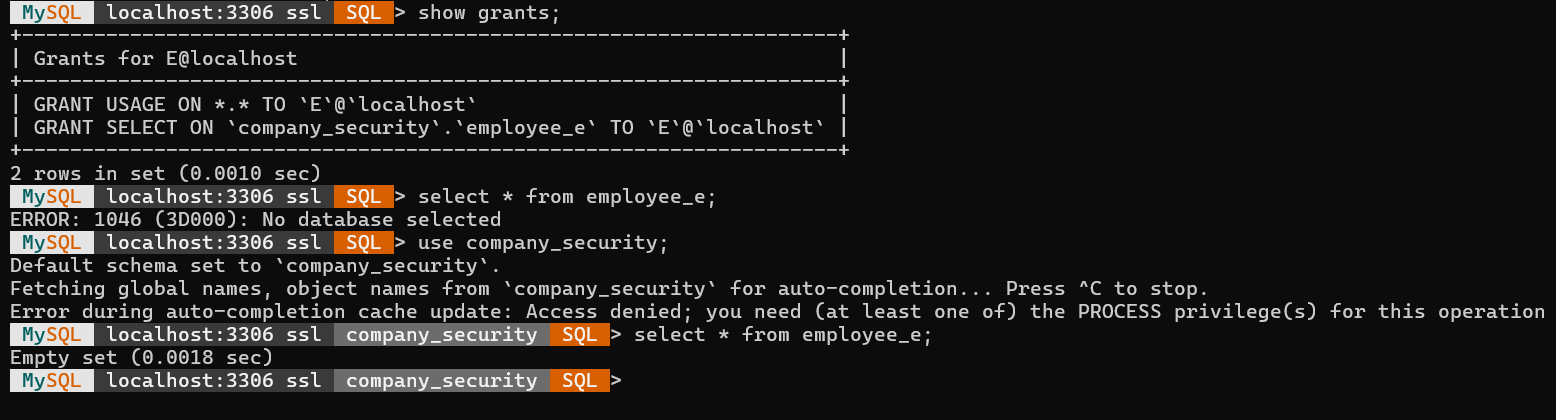 MySQL localhost:3306 ssl SQL > show grants;
+--------------------------------------------------------------------+
| Grants for E@localhost                                             |
+--------------------------------------------------------------------+
| GRANT USAGE ON *.* TO `E`@`localhost`                              |
| GRANT SELECT ON `company_security`.`employee_e` TO `E`@`localhost` |
+--------------------------------------------------------------------+
2 rows in set (0.0010 sec)
MySQL localhost:3306 ssl SQL > select * from employee_e;
ERROR: 1046 (3D000): No database selected
MySQL localhost:3306 ssl SQL > use company_security;
Default schema set to `company_security`.
Fetching global names, object names from `company_security` for auto-completion... Press ^C to stop.
Error during auto-completion cache update: Access denied; you need (at least one of) the PROCESS privilege(s) for this operation
MySQL localhost:3306 ssl company_security SQL > select * from employee_e;
Empty set (0.0018 sec)
MySQL localhost:3306 ssl company_security SQL >